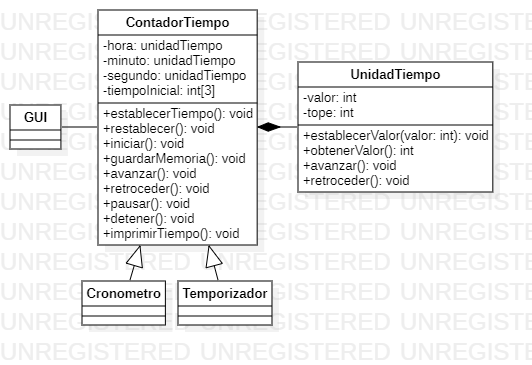 UNREGISTERED UNREGISTERED UNREGISTERED
ContadorTiempo
-hora: unidadTiempo
-minuto: unidadTiempo
-segundo: unidadTiempo
-tiempoInicial: int[3]
+establecerTiempo(): void
+restablecer(): void
+iniciar(): void
+guardarMemoria(): void
+avanzar(): void
+retroceder(): void
+pausar(): void
+detener(): void
+imprimirTiempo(): void
GUI
UnidadTiempo
-valor: int
-tope: int
+establecerValor(valor: int): void
+obtenerValor(): int
+avanzar(): void
+retroceder(): void
Cronometro
Temporizador
UNREGISTERED UNREGISTERED UNREGISTERED